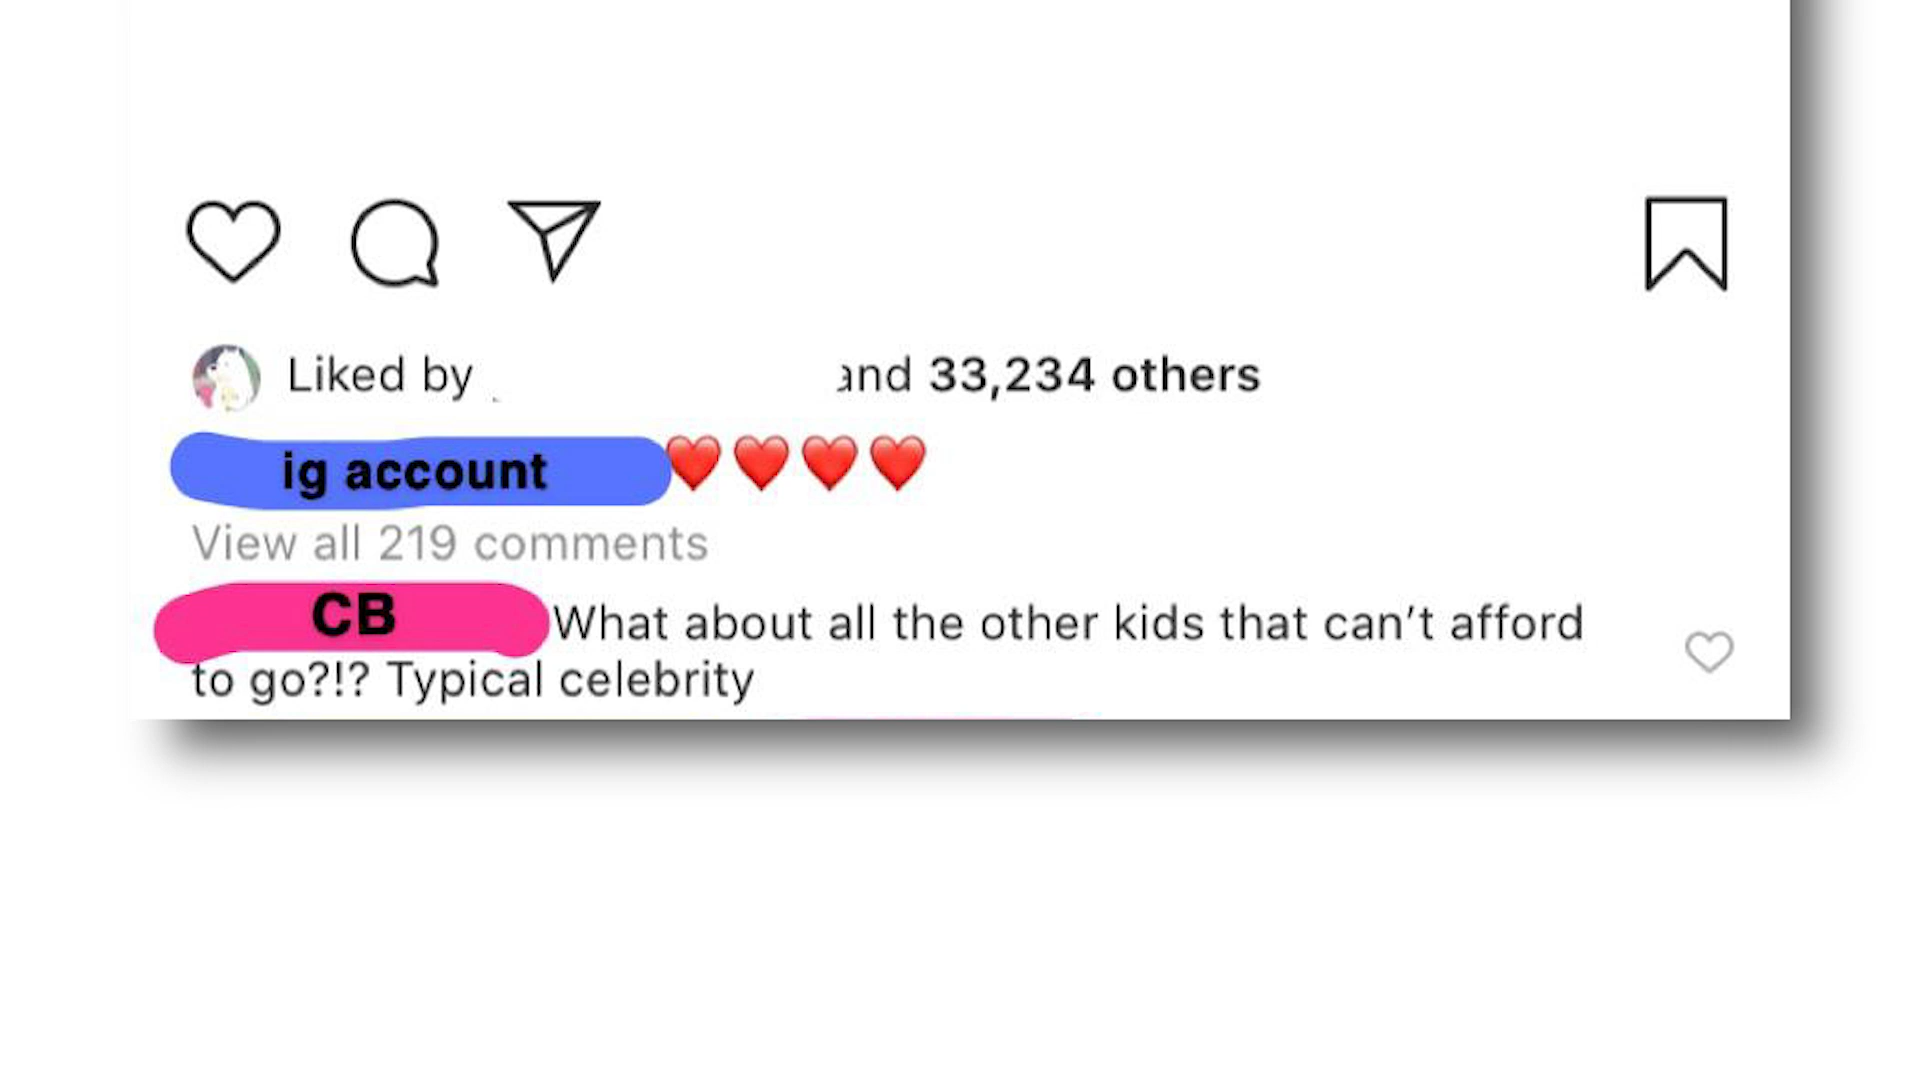 Liked by and 33,234 others
ig account ❤️❤️❤️❤️
View all 219 comments
CB What about all the other kids that can’t afford
to go?!? Typical celebrity